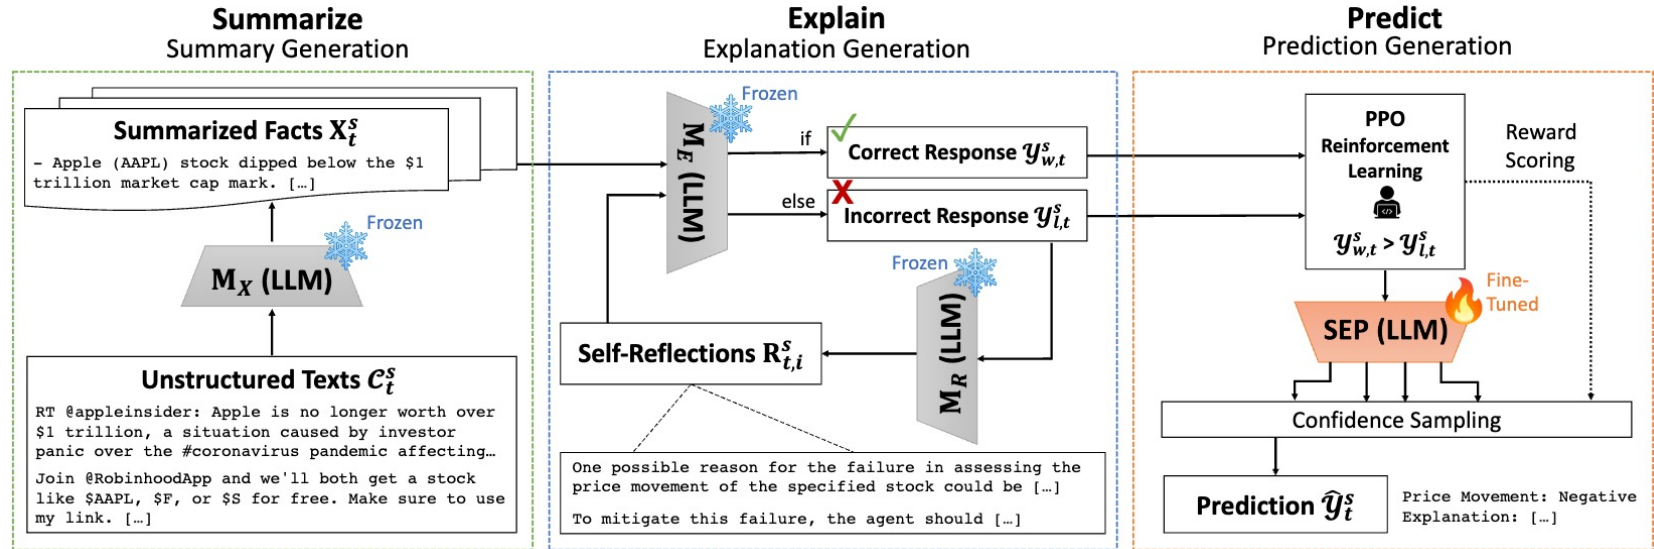 Summarize
Summary Generation
Summarized Facts X_t^s
– Apple (AAPL) stock dipped below the $1
trillion market cap mark. […]
Frozen
M_X (LLM)
Unstructured Texts C_t^s
RT @appleinsider: Apple is no longer worth over
$1 trillion, a situation caused by investor
panic over the #coronavirus pandemic affecting…
Join @RobinhoodApp and we'll both get a stock
like $AAPL, $F, or $S for free. Make sure to use
my link. […]
Explain
Explanation Generation
Frozen
M_E (LLM)
if
Correct Response y_{w,t}^s
else
X
Incorrect Response y_{l,t}^s
Frozen
M_R (LLM)
Self-Reflections R_{t,i}^s
One possible reason for the failure in assessing the
price movement of the specified stock could be […]
To mitigate this failure, the agent should […]
Predict
Prediction Generation
PPO
Reinforcement
Learning
y_{w,t}^s > y_{l,t}^s
Reward
Scoring
Fine-
Tuned
SEP (LLM)
Confidence Sampling
Prediction ŷ_t^s
Price Movement: Negative
Explanation: […]